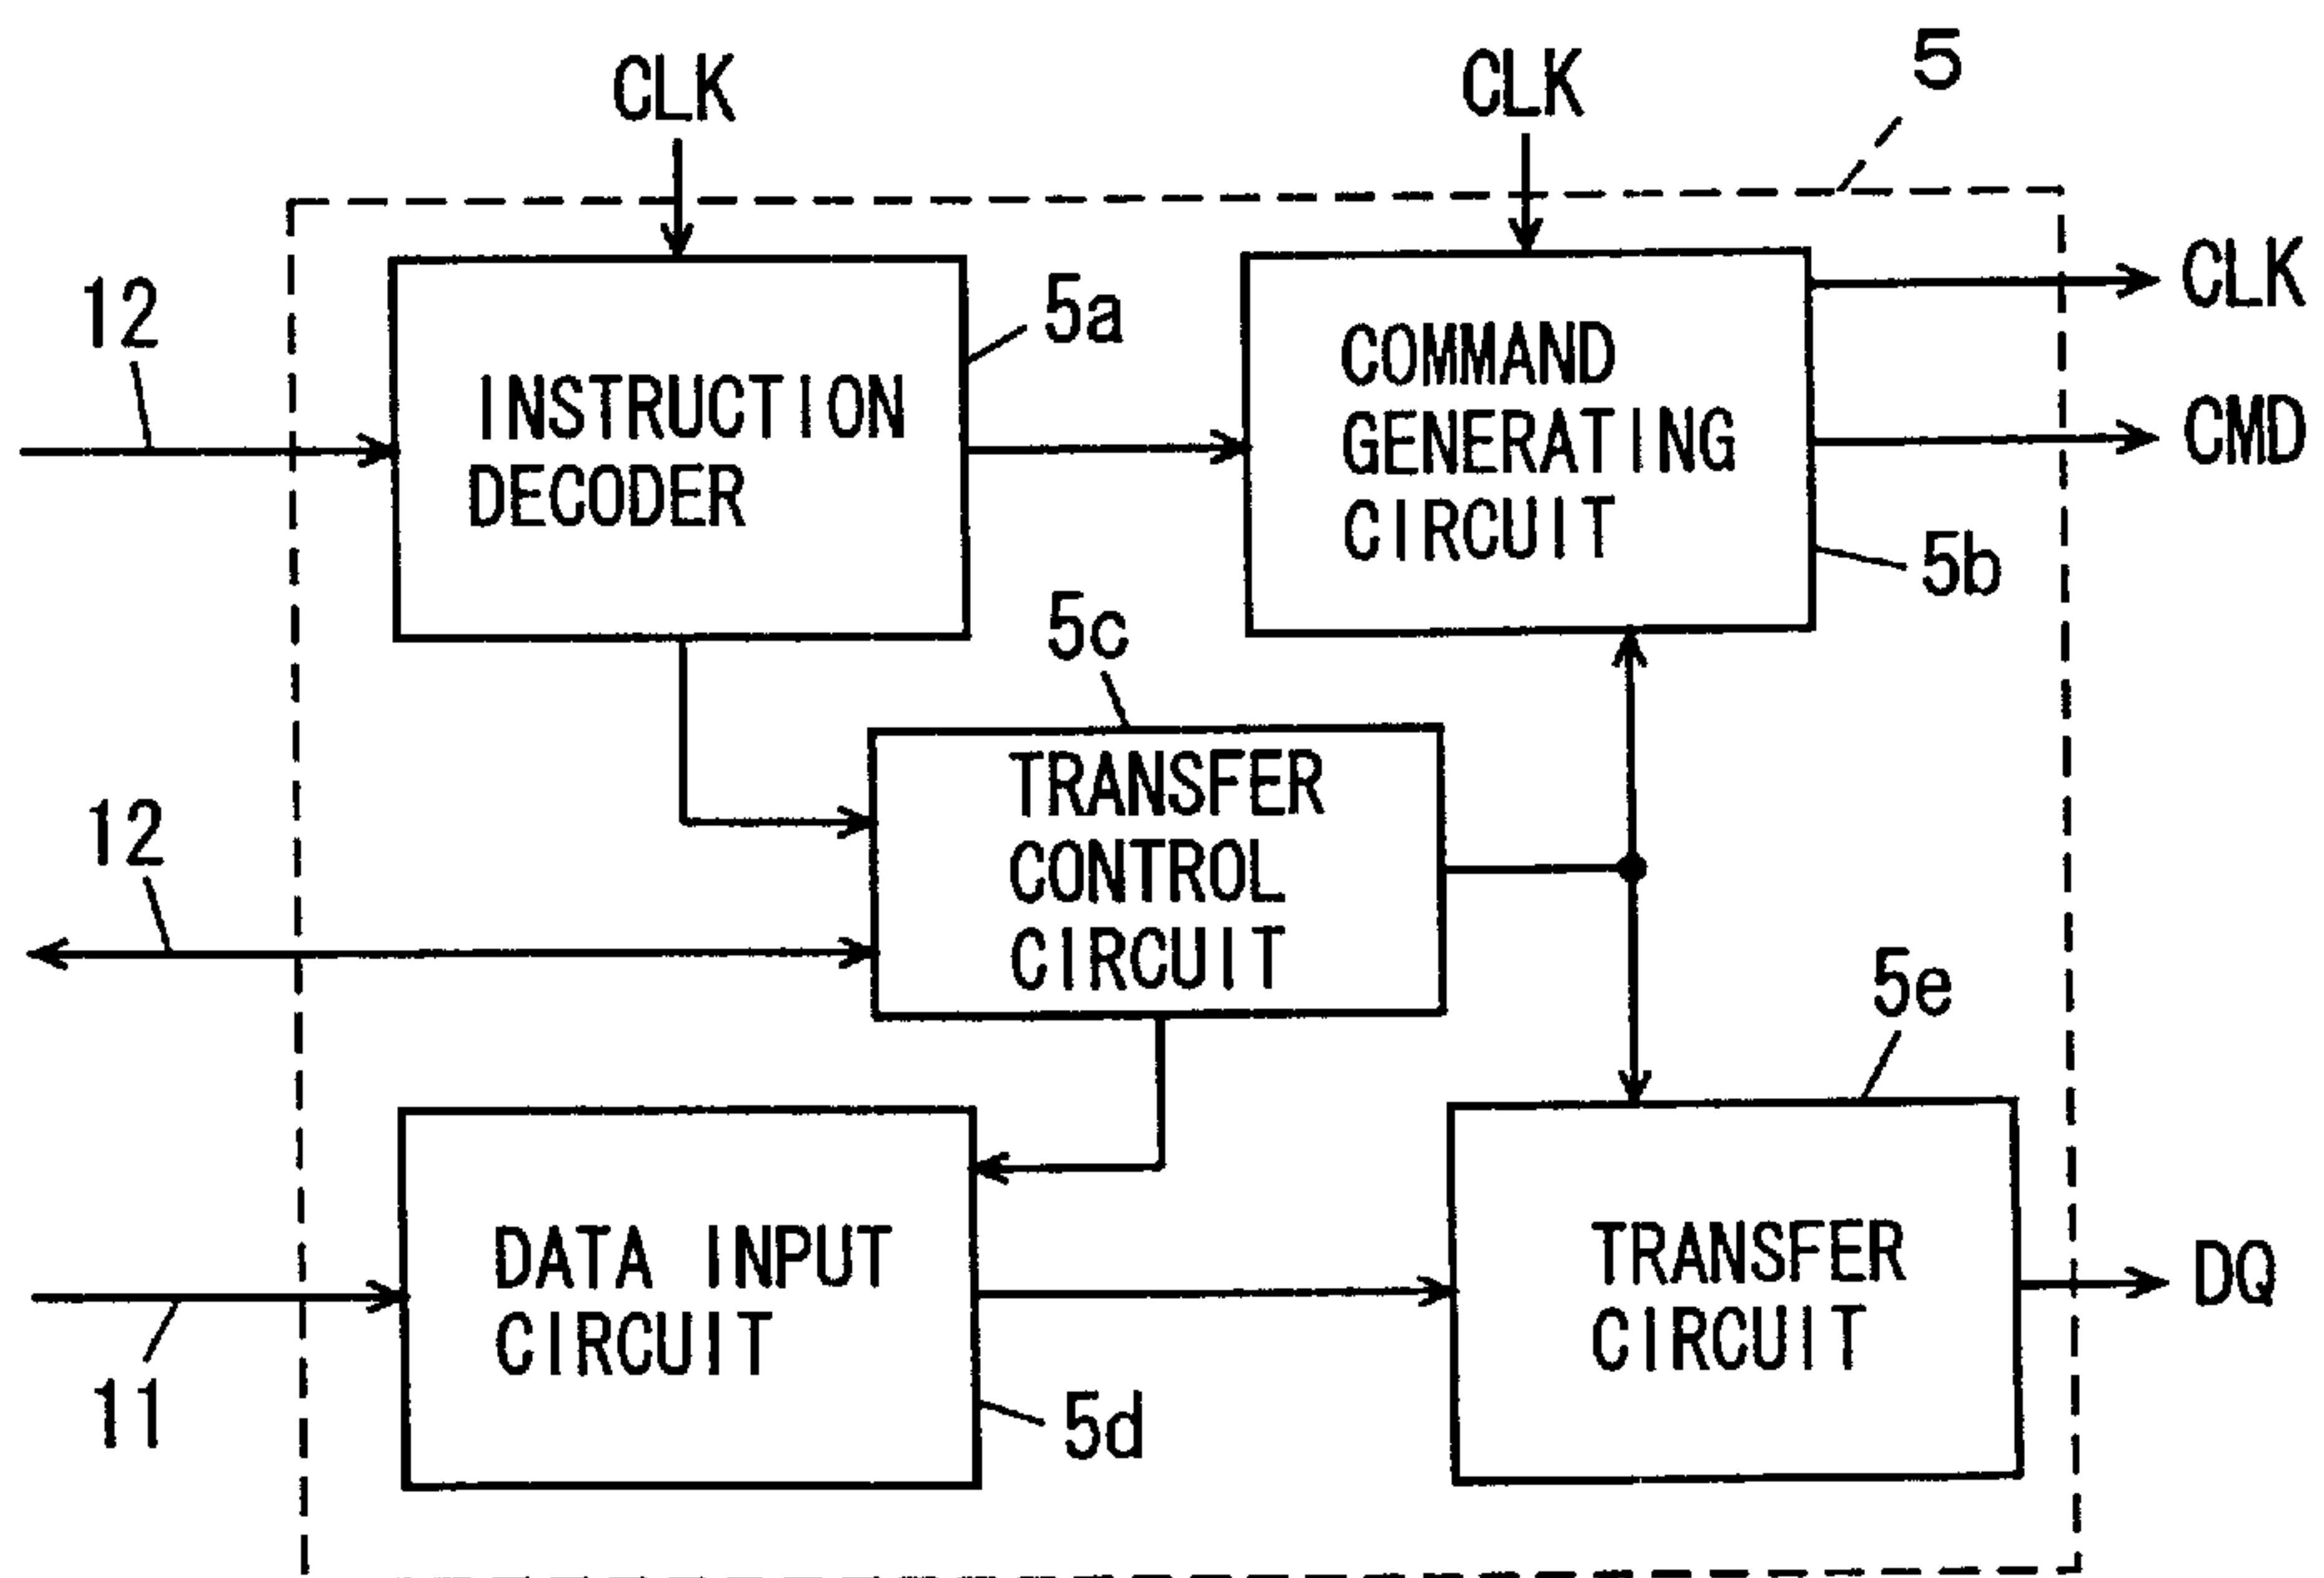 CLK
CLK
5
12
INSTRUCTION
DECODER
5a
COMMAND
GENERATING
CIRCUIT
5b
CLK
CMD
5c
TRANSFER
CONTROL
CIRCUIT
12
5e
DATA INPUT
CIRCUIT
5d
TRANSFER
CIRCUIT
DQ
11